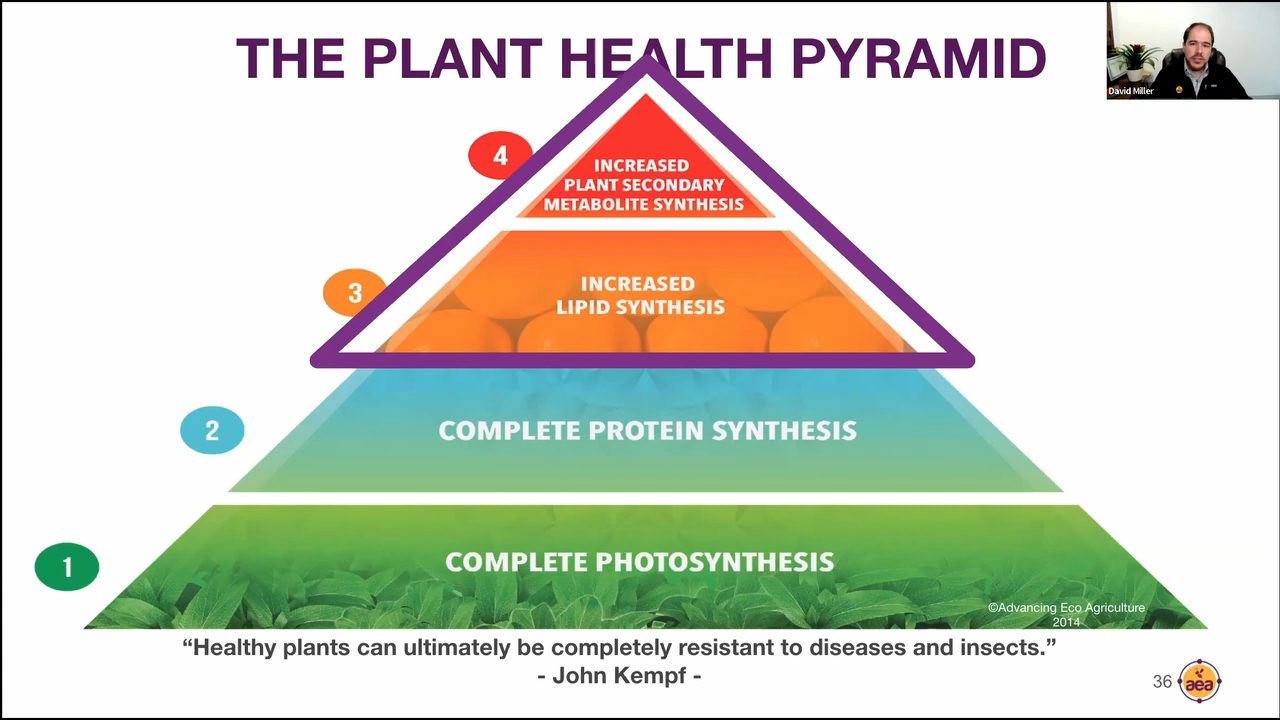 THE PLANT HEALTH PYRAMID
David Miller
4
INCREASED
PLANT SECONDARY
METABOLITE SYNTHESIS
3
INCREASED
LIPID SYNTHESIS
2
COMPLETE PROTEIN SYNTHESIS
1
COMPLETE PHOTOSYNTHESIS
©Advancing Eco Agriculture
2014
“Healthy plants can ultimately be completely resistant to diseases and insects.”
- John Kempf -
36
aea